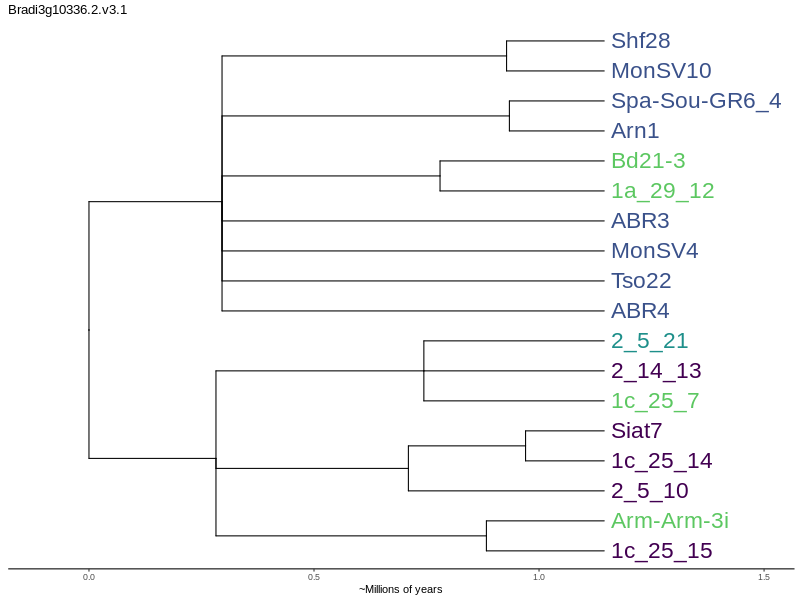 Bradi3g10336.2.v3.1
Shf28
MonSV10
Spa-Sou-GR6_4
Arn1
Bd21-3
1a_29_12
ABR3
MonSV4
Tso22
ABR4
2_5_21
2_14_13
1c_25_7
Siat7
1c_25_14
2_5_10
Arm-Arm-3i
1c_25_15
0.0 0.5 1.0 1.5
~Millions of years